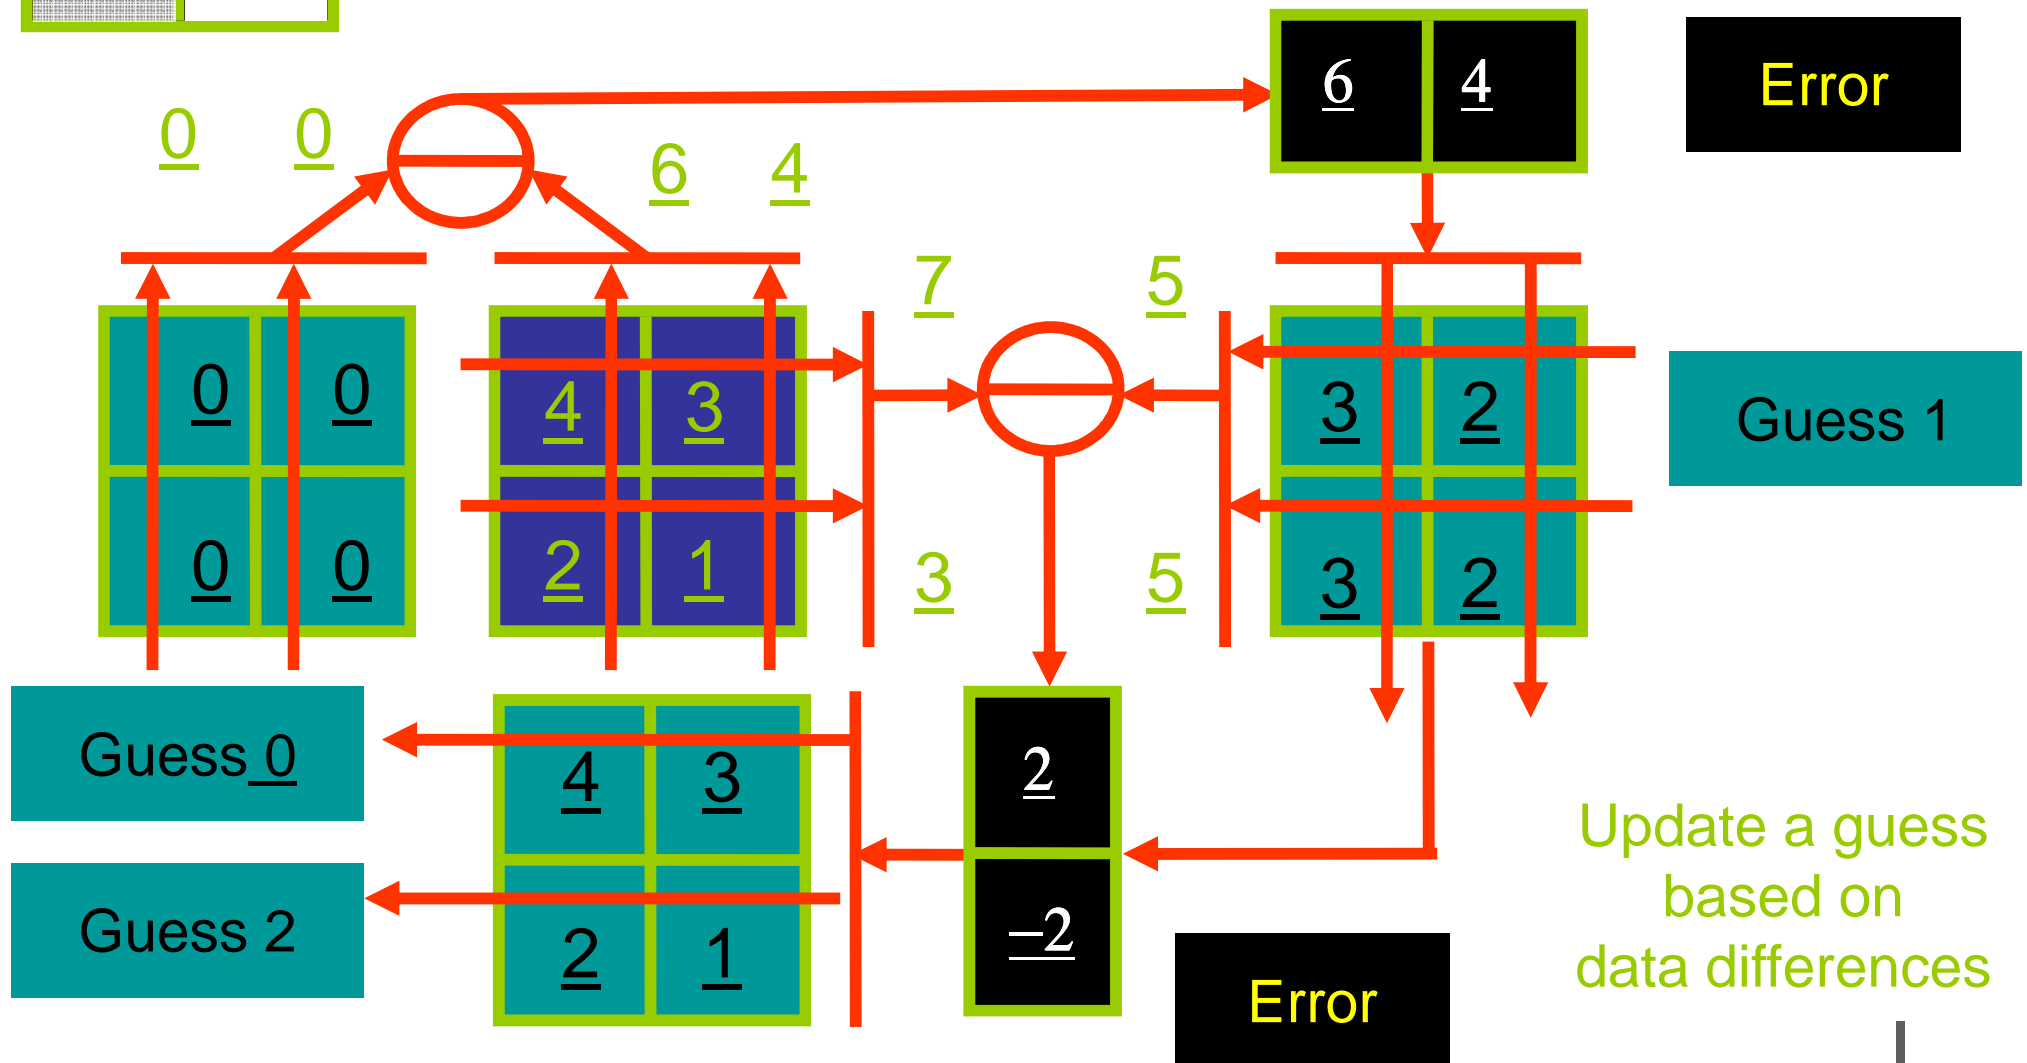 6 4
Error
0 0
6 4
7 5
0 0
4 3
3 2
Guess 1
0 0
2 1
3 5
3 2
Guess 0
4 3
2
Update a guess
based on
data differences
Guess 2
2 1
–2
Error